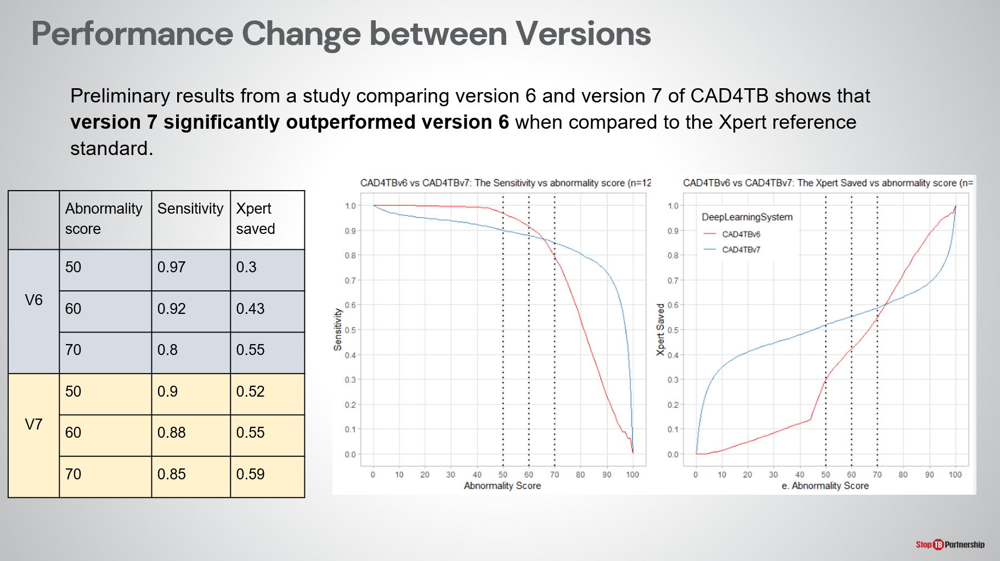 Performance Change between Versions
Preliminary results from a study comparing version 6 and version 7 of CAD4TB shows that
version 7 significantly outperformed version 6 when compared to the Xpert reference
standard.
Abnormality score Sensitivity Xpert saved
V6
50 0.97 0.3
60 0.92 0.43
70 0.8 0.55
V7
50 0.9 0.52
60 0.88 0.55
70 0.85 0.59
CAD4TBv6 vs CAD4TBv7: The Sensitivity vs abnormality score (n=12
Sensitivity
1.0
0.9
0.8
0.7
0.6
0.5
0.4
0.3
0.2
0.1
0.0
0 10 20 30 40 50 60 70 80 90 100
Abnormality Score
CAD4TBv6 vs CAD4TBv7: The Xpert Saved vs abnormality score (n=
DeepLearningSystem
CAD4TBv6
CAD4TBv7
Xpert Saved
1.0
0.9
0.8
0.7
0.6
0.5
0.4
0.3
0.2
0.1
0.0
0 10 20 30 40 50 60 70 80 90 100
e. Abnormality Score
Stop TB Partnership